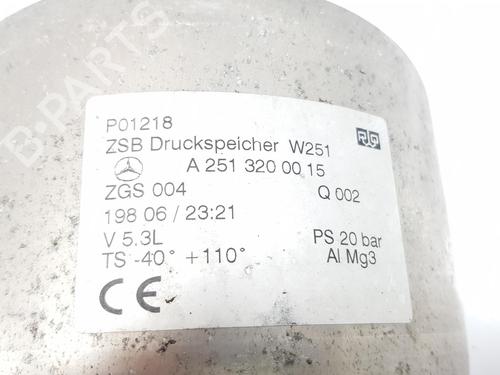 B-PARTS
P01218
ZSB Druckspeicher W251
A 251 320 00 15
ZGS 004 Q 002
198 06 / 23:21
V 5.3L PS 20 bar
TS -40° +110° Al Mg3
CE